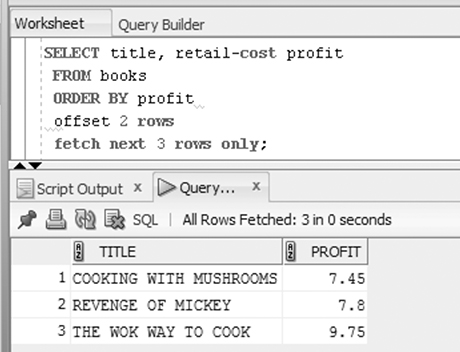 Worksheet Query Builder
SELECT title, retail-cost profit
FROM books
ORDER BY profit
offset 2 rows
fetch next 3 rows only;
Script Output x Query... x
SQL | All Rows Fetched: 3 in 0 seconds
TITLE PROFIT
1 COOKING WITH MUSHROOMS 7.45
2 REVENGE OF MICKEY 7.8
3 THE WOK WAY TO COOK 9.75